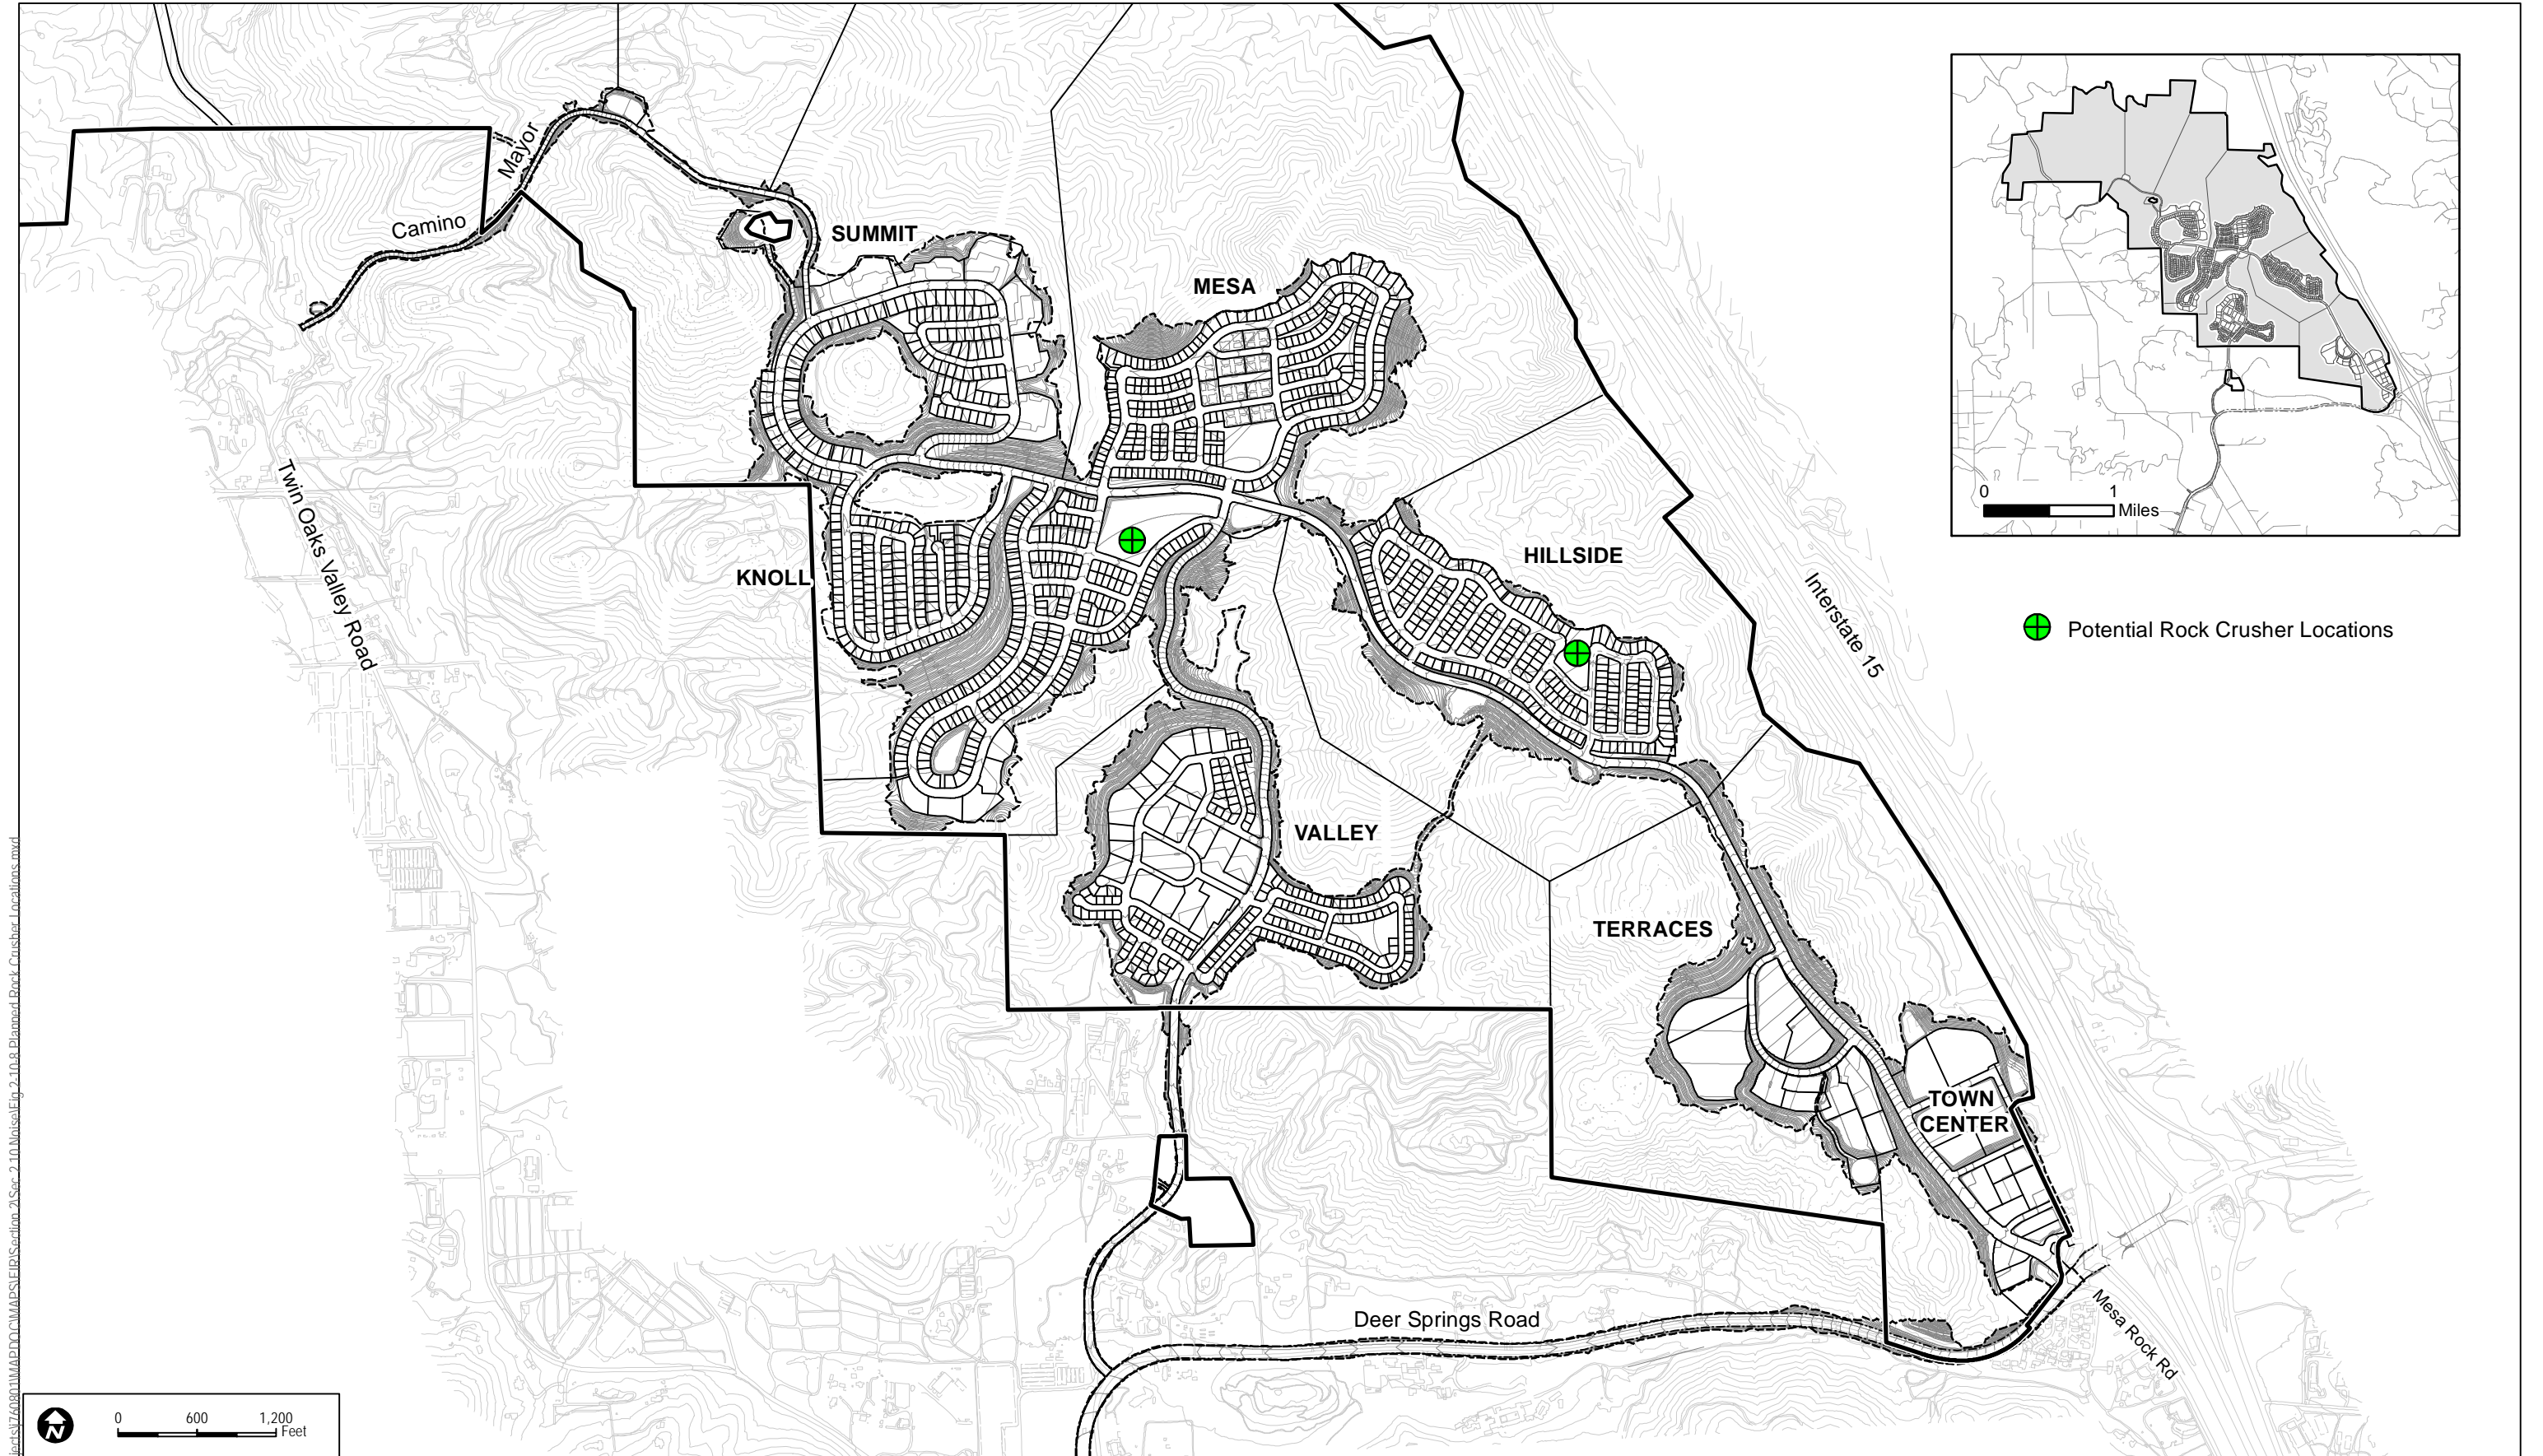 Mayor
Camino
SUMMIT
MESA
0 1
Miles
Twin Oaks Valley Road
HILLSIDE
KNOLL
Interstate 15
Potential Rock Crusher Locations
VALLEY
TERRACES
TOWN
CENTER
Deer Springs Road
Mesa Rock Rd
N
0 600 1,200
Feet